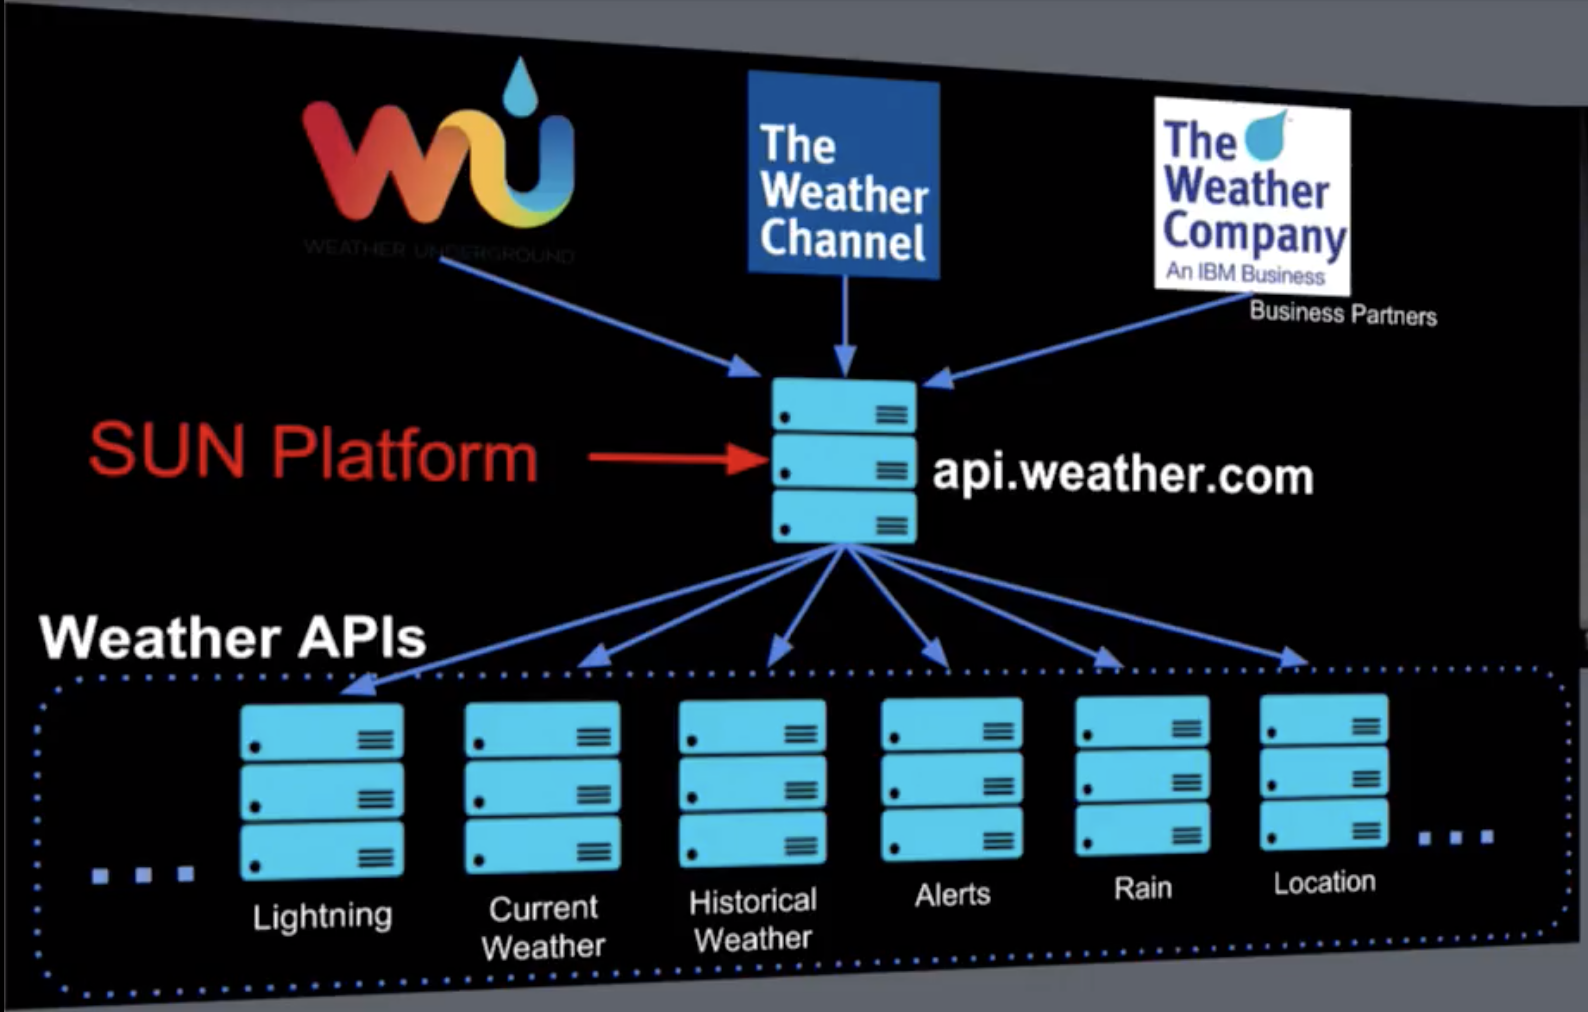 WU
WEATHER UNDERGROUND
The
Weather
Channel
The
Weather
Company
An IBM Business
Business Partners
SUN Platform
api.weather.com
Weather APIs
Lightning
Current
Weather
Historical
Weather
Alerts
Rain
Location